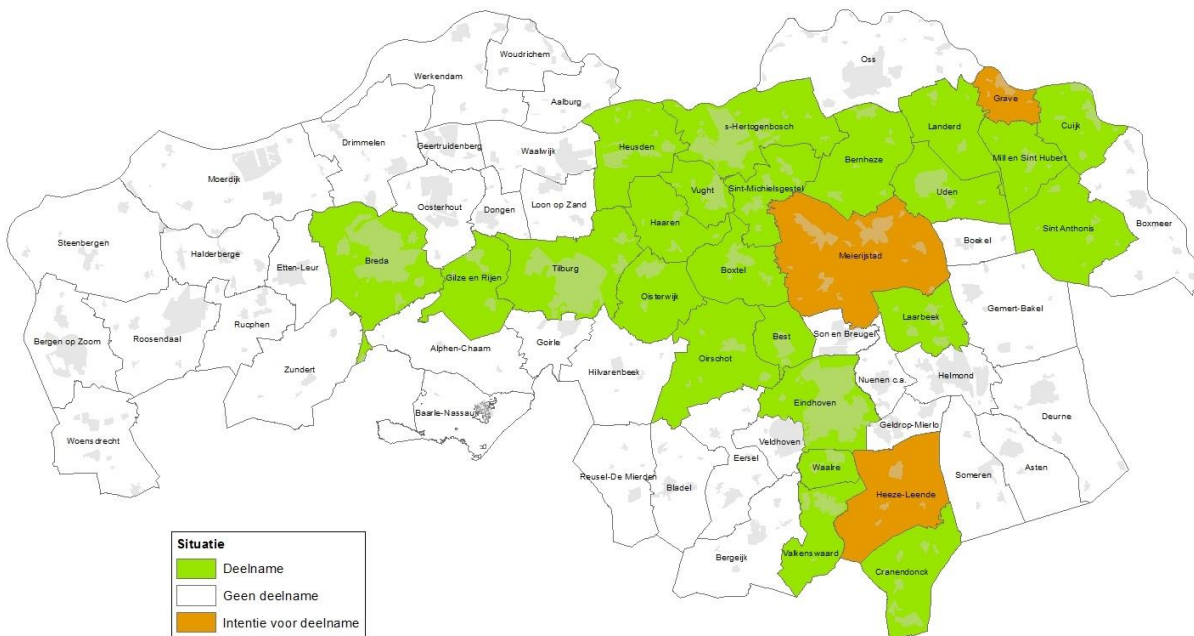 Woudrichem
Oss
Werkendam
Grave
Aalburg
s-Hertogenbosch
Landerd
Cuijk
Drimmelen
Geertruidenberg
Waalwijk
Heusden
Bernheze
Mill en Sint Hubert
Moerdijk
Vught
Sint-Michielsgestel
Uden
Oosterhout
Dongen
Loon op Zand
Haaren
Sint Anthonis
Boxmeer
Steenbergen
Halderberge
Boekel
Meierijstad
Etten-Leur
Breda
Gilze en Rijen
Tilburg
Boxtel
Oisterwijk
Gemert-Bakel
Laarbeek
Rucphen
Bergen op Zoom
Roosendaal
Son en Breugel
Best
Goirle
Alphen-Chaam
Oirschot
Zundert
Hilvarenbeek
Helmond
Nuenen c.a.
Eindhoven
Baarle-Nassau
Deurne
Geldrop-Mierlo
Woensdrecht
Veldhoven
Eersel
Waalre
Reusel-De Mierden
Someren
Asten
Bladel
Heeze-Leende
Bergeijk
Valkenswaard
Cranendonck
Situatie
Deelname
Geen deelname
Intentie voor deelname